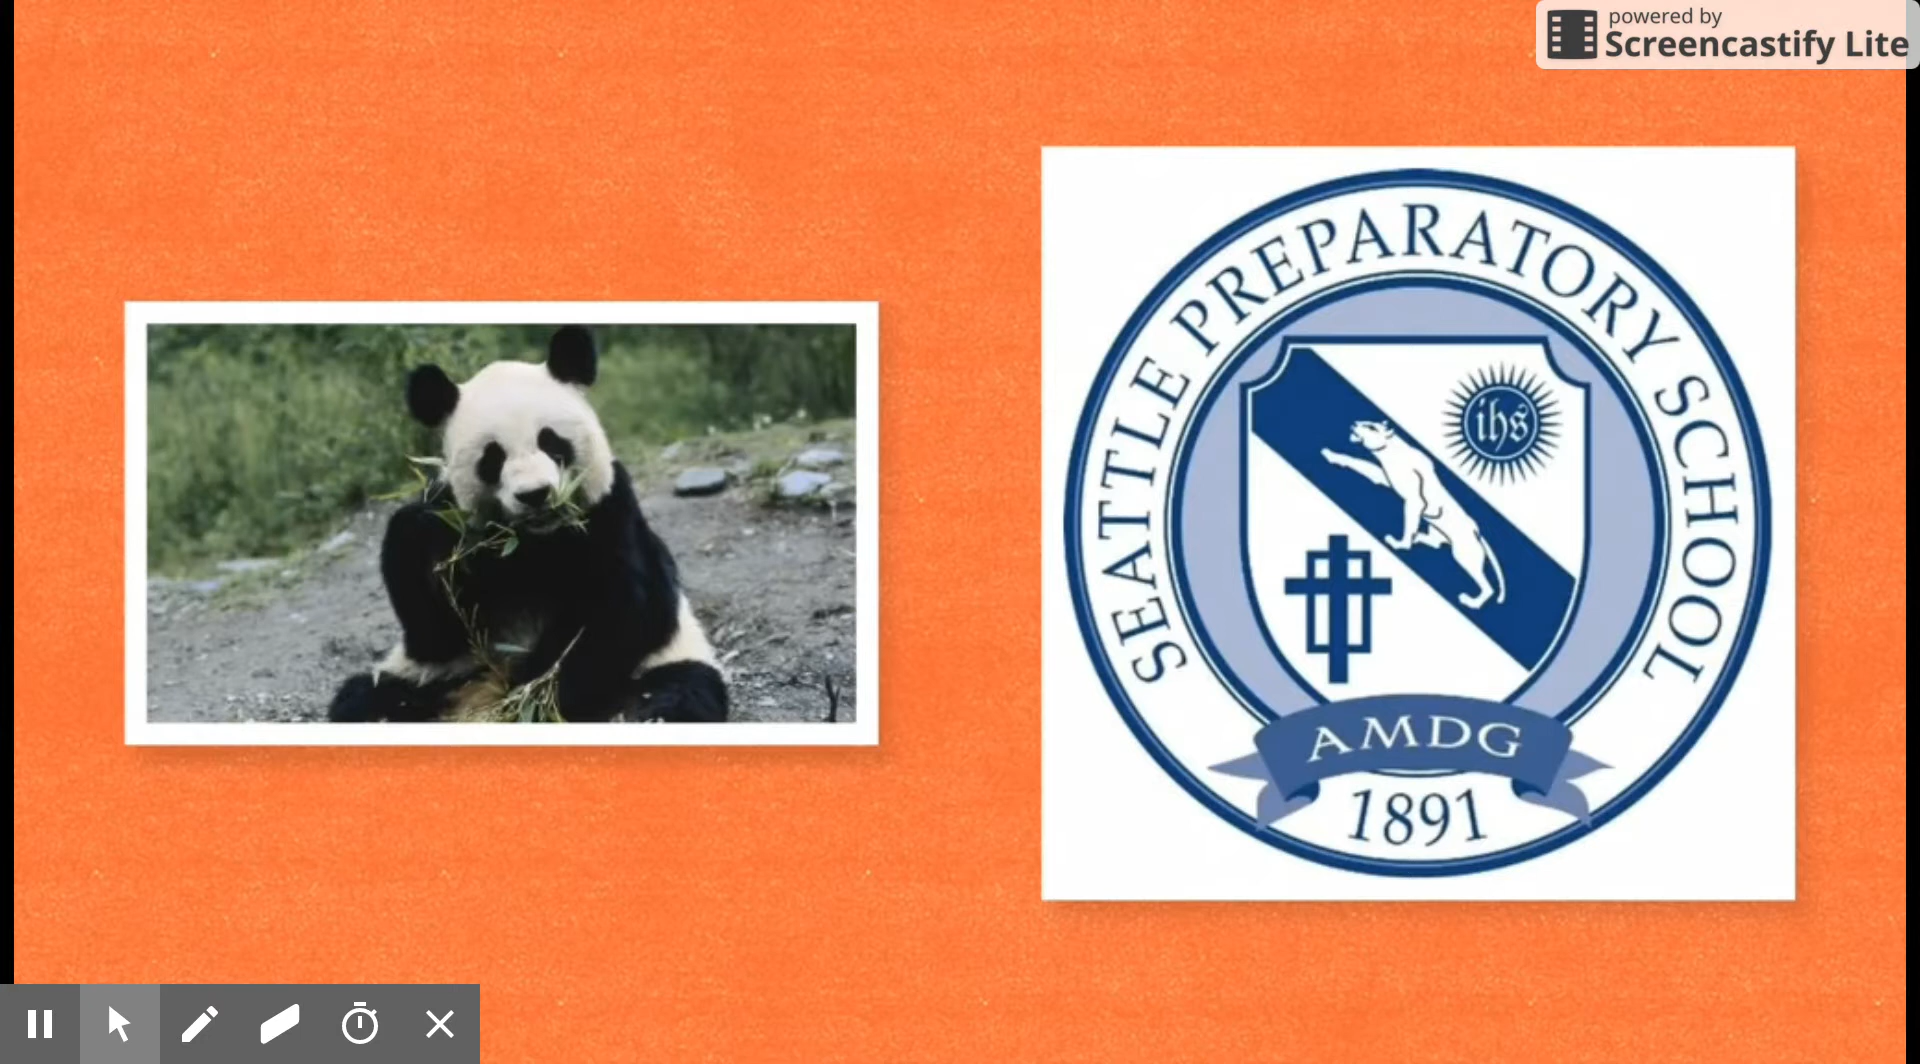 powered by
Screencastify Lite
SEATTLE PREPARATORY SCHOOL
ihs
AMDG
1891